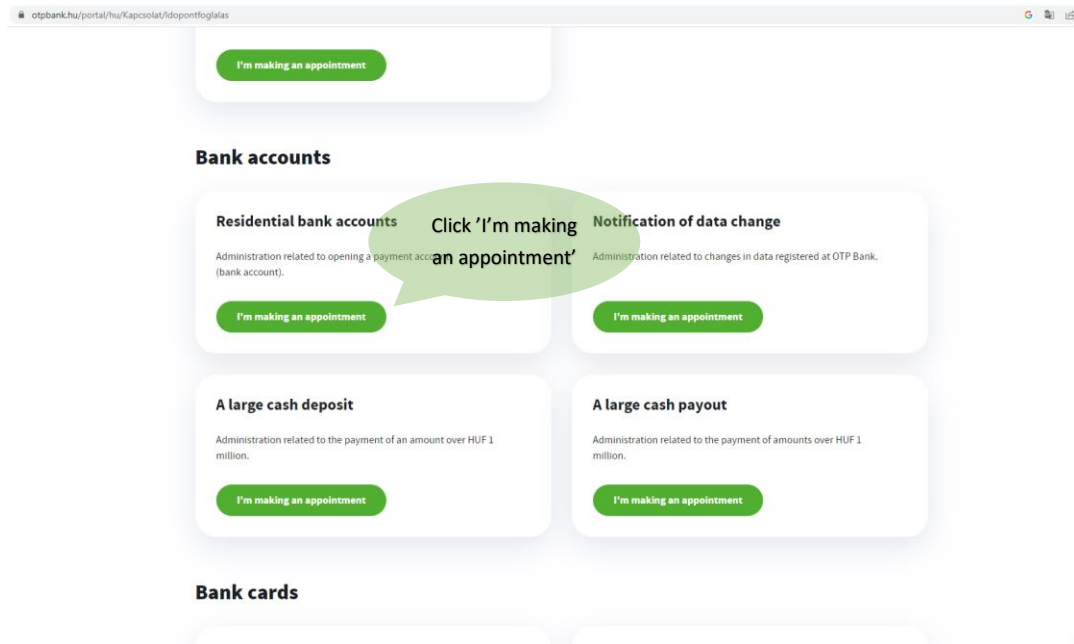 otpbank.hu/portal/hu/Kapcsolat/Idopontfoglalas
I'm making an appointment
Bank accounts
Residential bank accounts
Administration related to opening a payment
(bank account).
I'm making an appointment
Click ’I’m making
an appointment’
Notification of data change
Administration related to changes in data registered at OTP Bank.
I'm making an appointment
A large cash deposit
Administration related to the payment of an amount over HUF 1
million.
I'm making an appointment
A large cash payout
Administration related to the payment of amounts over HUF 1
million.
I'm making an appointment
Bank cards